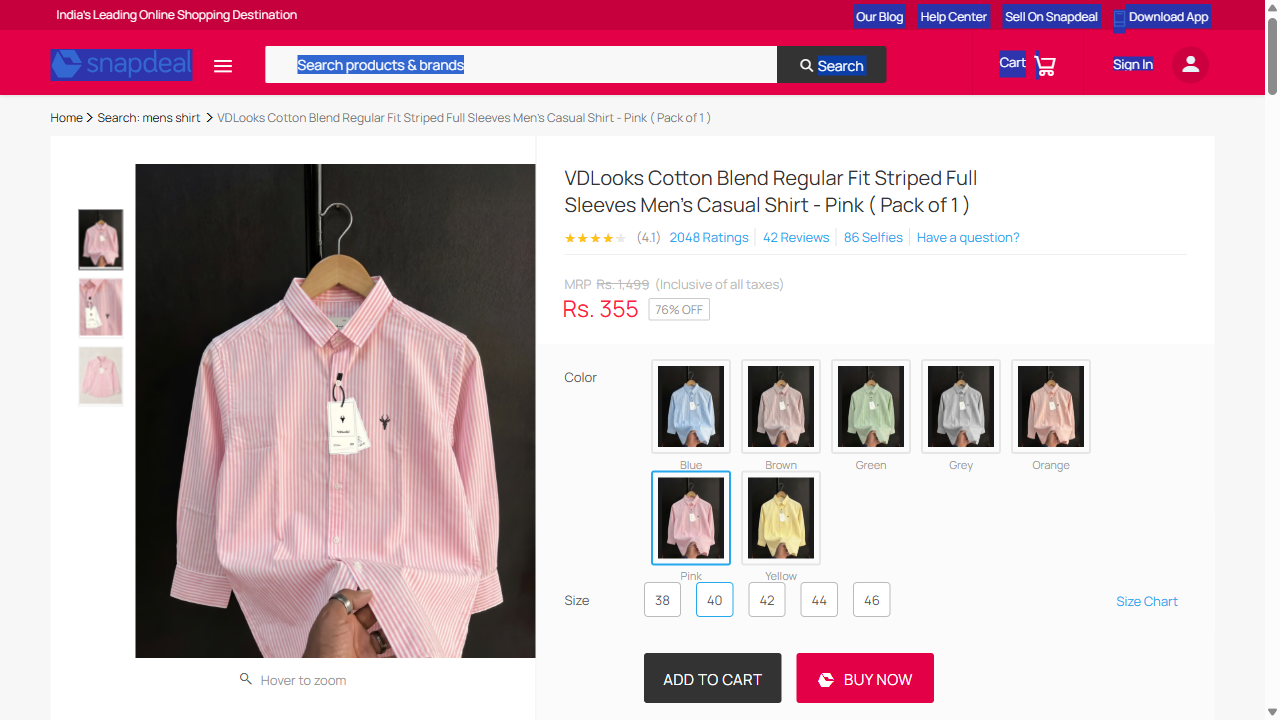 India's Leading Online Shopping Destination
Our Blog
Help Center
Sell On Snapdeal
Download App
snapdeal
Search products & brands
Search
Cart
Sign In
Home > Search: mens shirt > VDLooks Cotton Blend Regular Fit Striped Full Sleeves Men's Casual Shirt - Pink ( Pack of 1 )
VDLooks Cotton Blend Regular Fit Striped Full
Sleeves Men's Casual Shirt - Pink ( Pack of 1 )
(4.1) 2048 Ratings 42 Reviews 86 Selfies Have a question?
MRP Rs. 1,499 (Inclusive of all taxes)
Rs. 355 76% OFF
Color
Blue Brown Green Grey Orange
Pink Yellow
Size 38 40 42 44 46 Size Chart
Hover to zoom
ADD TO CART BUY NOW